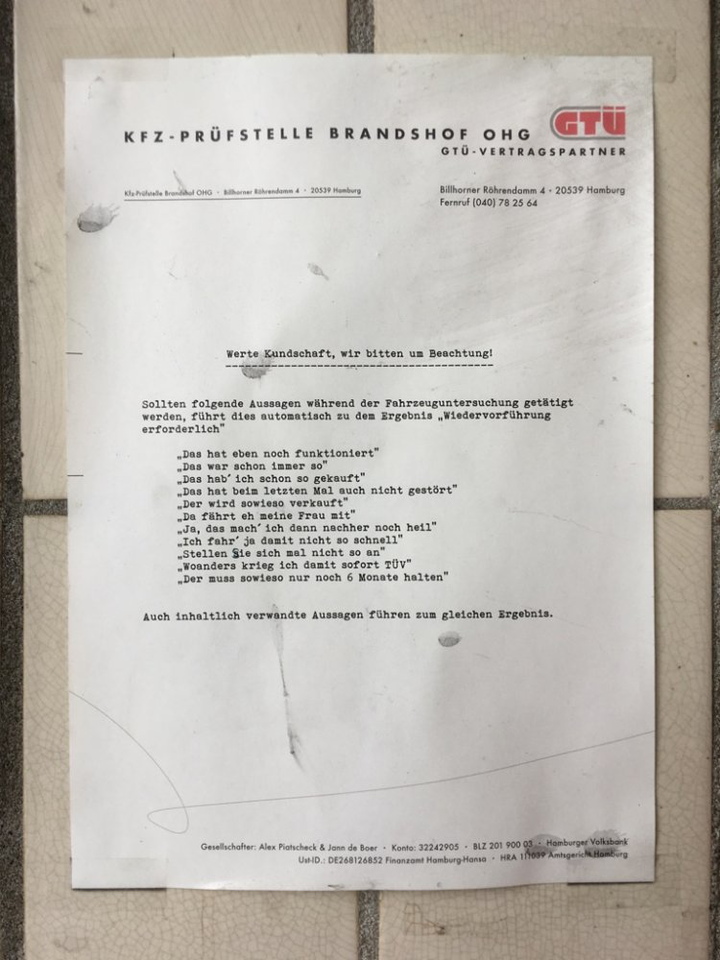 KFZ-PRÜFSTELLE BRANDSHOF OHG GTÜ
GTÜ-VERTRAGSPARTNER
Kfz-Prüfstelle Brandshof OHG · Billhorner Röhrendamm 4 · 20539 Hamburg
Billhorner Röhrendamm 4 · 20539 Hamburg
Fernruf (040) 78 25 64
Werte Kundschaft, wir bitten um Beachtung!
Sollten folgende Aussagen während der Fahrzeuguntersuchung getätigt
werden, führt dies automatisch zu dem Ergebnis „Wiedervorführung
erforderlich"
„Das hat eben noch funktioniert"
„Das war schon immer so"
„Das hab' ich schon so gekauft"
„Das hat beim letzten Mal auch nicht gestört"
„Der wird sowieso verkauft"
„Da fährt eh meine Frau mit"
„Ja, das mach' ich dann nachher noch heil"
„Ich fahr' ja damit nicht so schnell"
„Stellen Sie sich mal nicht so an"
„Woanders krieg ich damit sofort TÜV"
„Der muss sowieso nur noch 6 Monate halten"
Auch inhaltlich verwandte Aussagen führen zum gleichen Ergebnis.
Gesellschafter: Alex Piatscheck & Jann de Boer · Konto: 32242905 · BLZ 201 900 03 · Hamburger Volksbank
Ust-ID.: DE268126852 Finanzamt Hamburg-Hansa · HRA Amtsgericht Hamburg